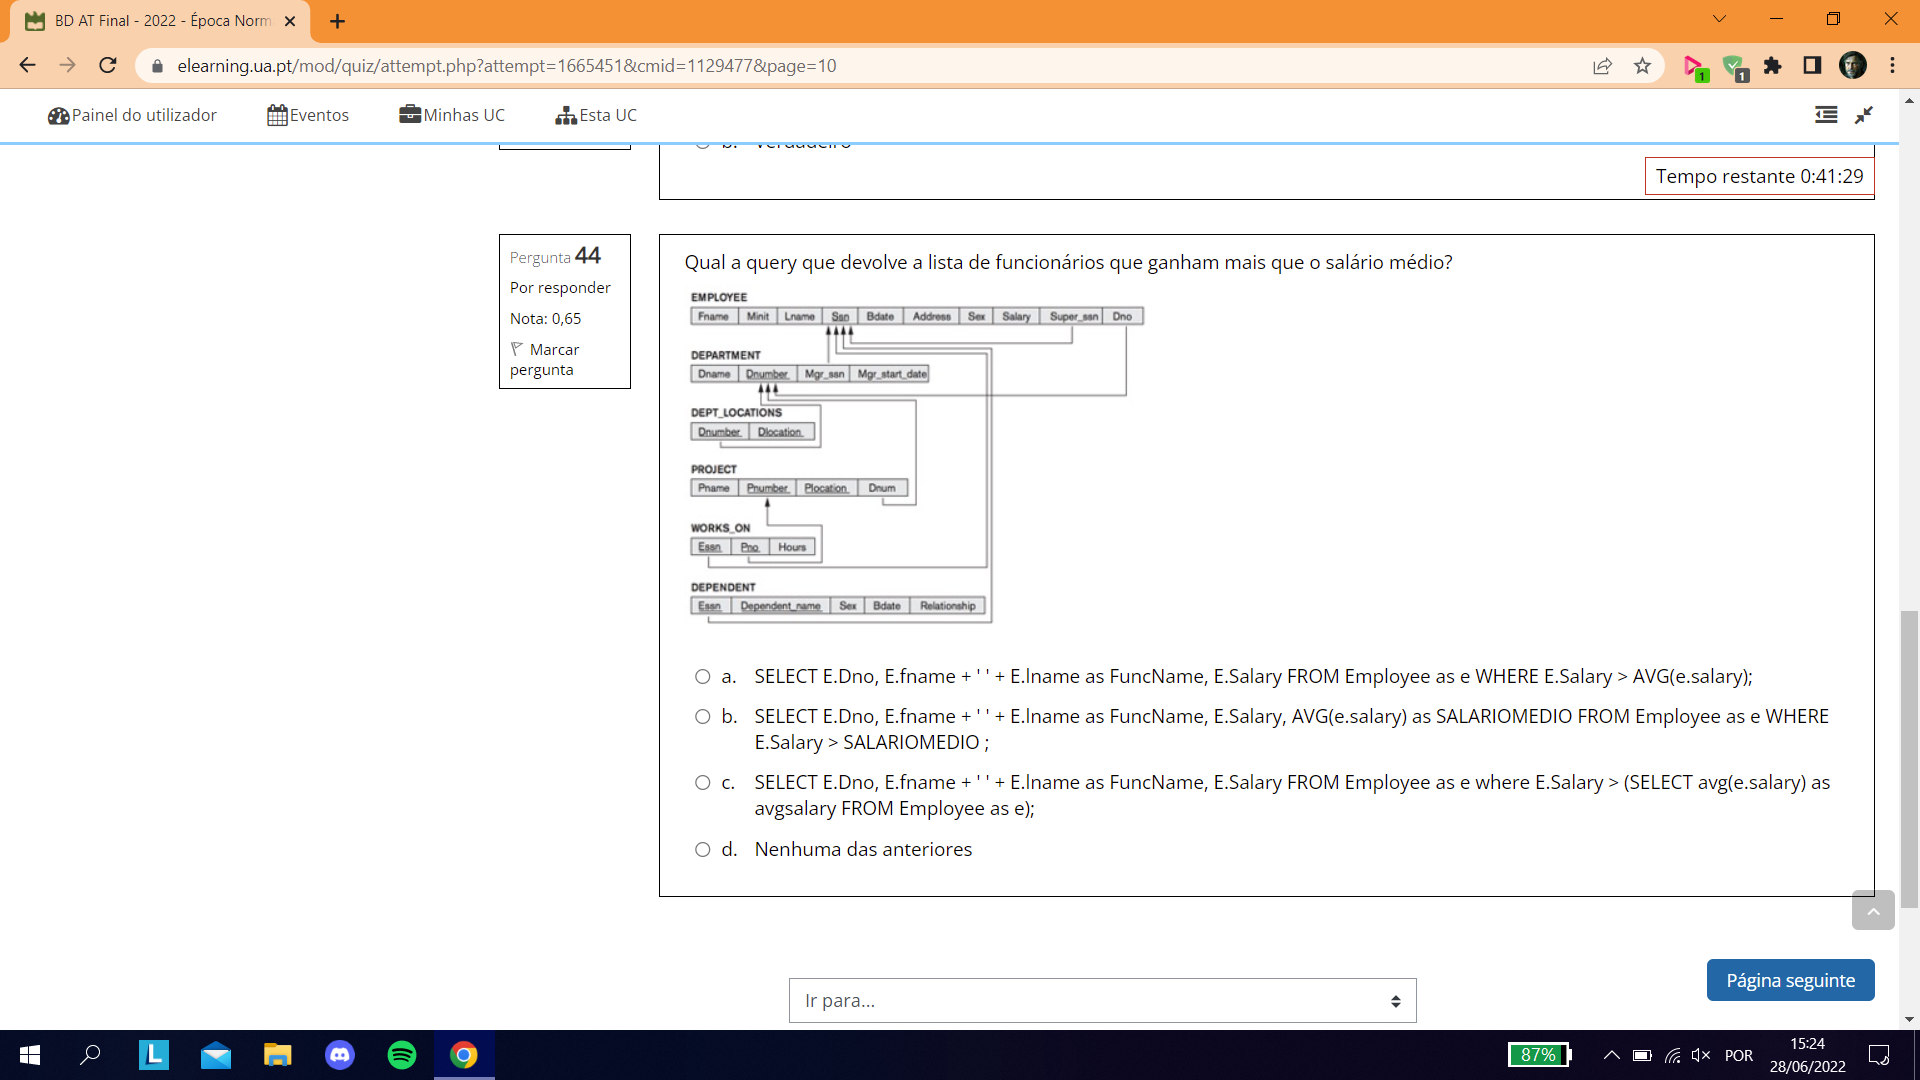 BD AT Final - 2022 - Época Norm
elearning.ua.pt/mod/quiz/attempt.php?attempt=1665451&cmid=1129477&page=10
1
1
Painel do utilizador
Eventos
Minhas UC
Esta UC
Tempo restante 0:41:29
Pergunta 44
Por responder
Nota: 0,65
Marcar
pergunta
Qual a query que devolve a lista de funcionários que ganham mais que o salário médio?
EMPLOYEE
Fname Minit Lname Ssn Bdate Address Sex Salary Super_ssn Dno
DEPARTMENT
Dname Dnumber Mgr_ssn Mgr_start_date
DEPT_LOCATIONS
Dnumber Dlocation
PROJECT
Pname Pnumber Plocation Dnum
WORKS_ON
Essn Pno Hours
DEPENDENT
Essn Dependent_name Sex Bdate Relationship
a. SELECT E.Dno, E.fname + ' ' + E.lname as FuncName, E.Salary FROM Employee as e WHERE E.Salary > AVG(e.salary);
b. SELECT E.Dno, E.fname + ' ' + E.lname as FuncName, E.Salary, AVG(e.salary) as SALARIOMEDIO FROM Employee as e WHERE
E.Salary > SALARIOMEDIO ;
c. SELECT E.Dno, E.fname + ' ' + E.lname as FuncName, E.Salary FROM Employee as e where E.Salary > (SELECT avg(e.salary) as
avgsalary FROM Employee as e);
d. Nenhuma das anteriores
Página seguinte
Ir para...
L
87%
POR
15:24
28/06/2022